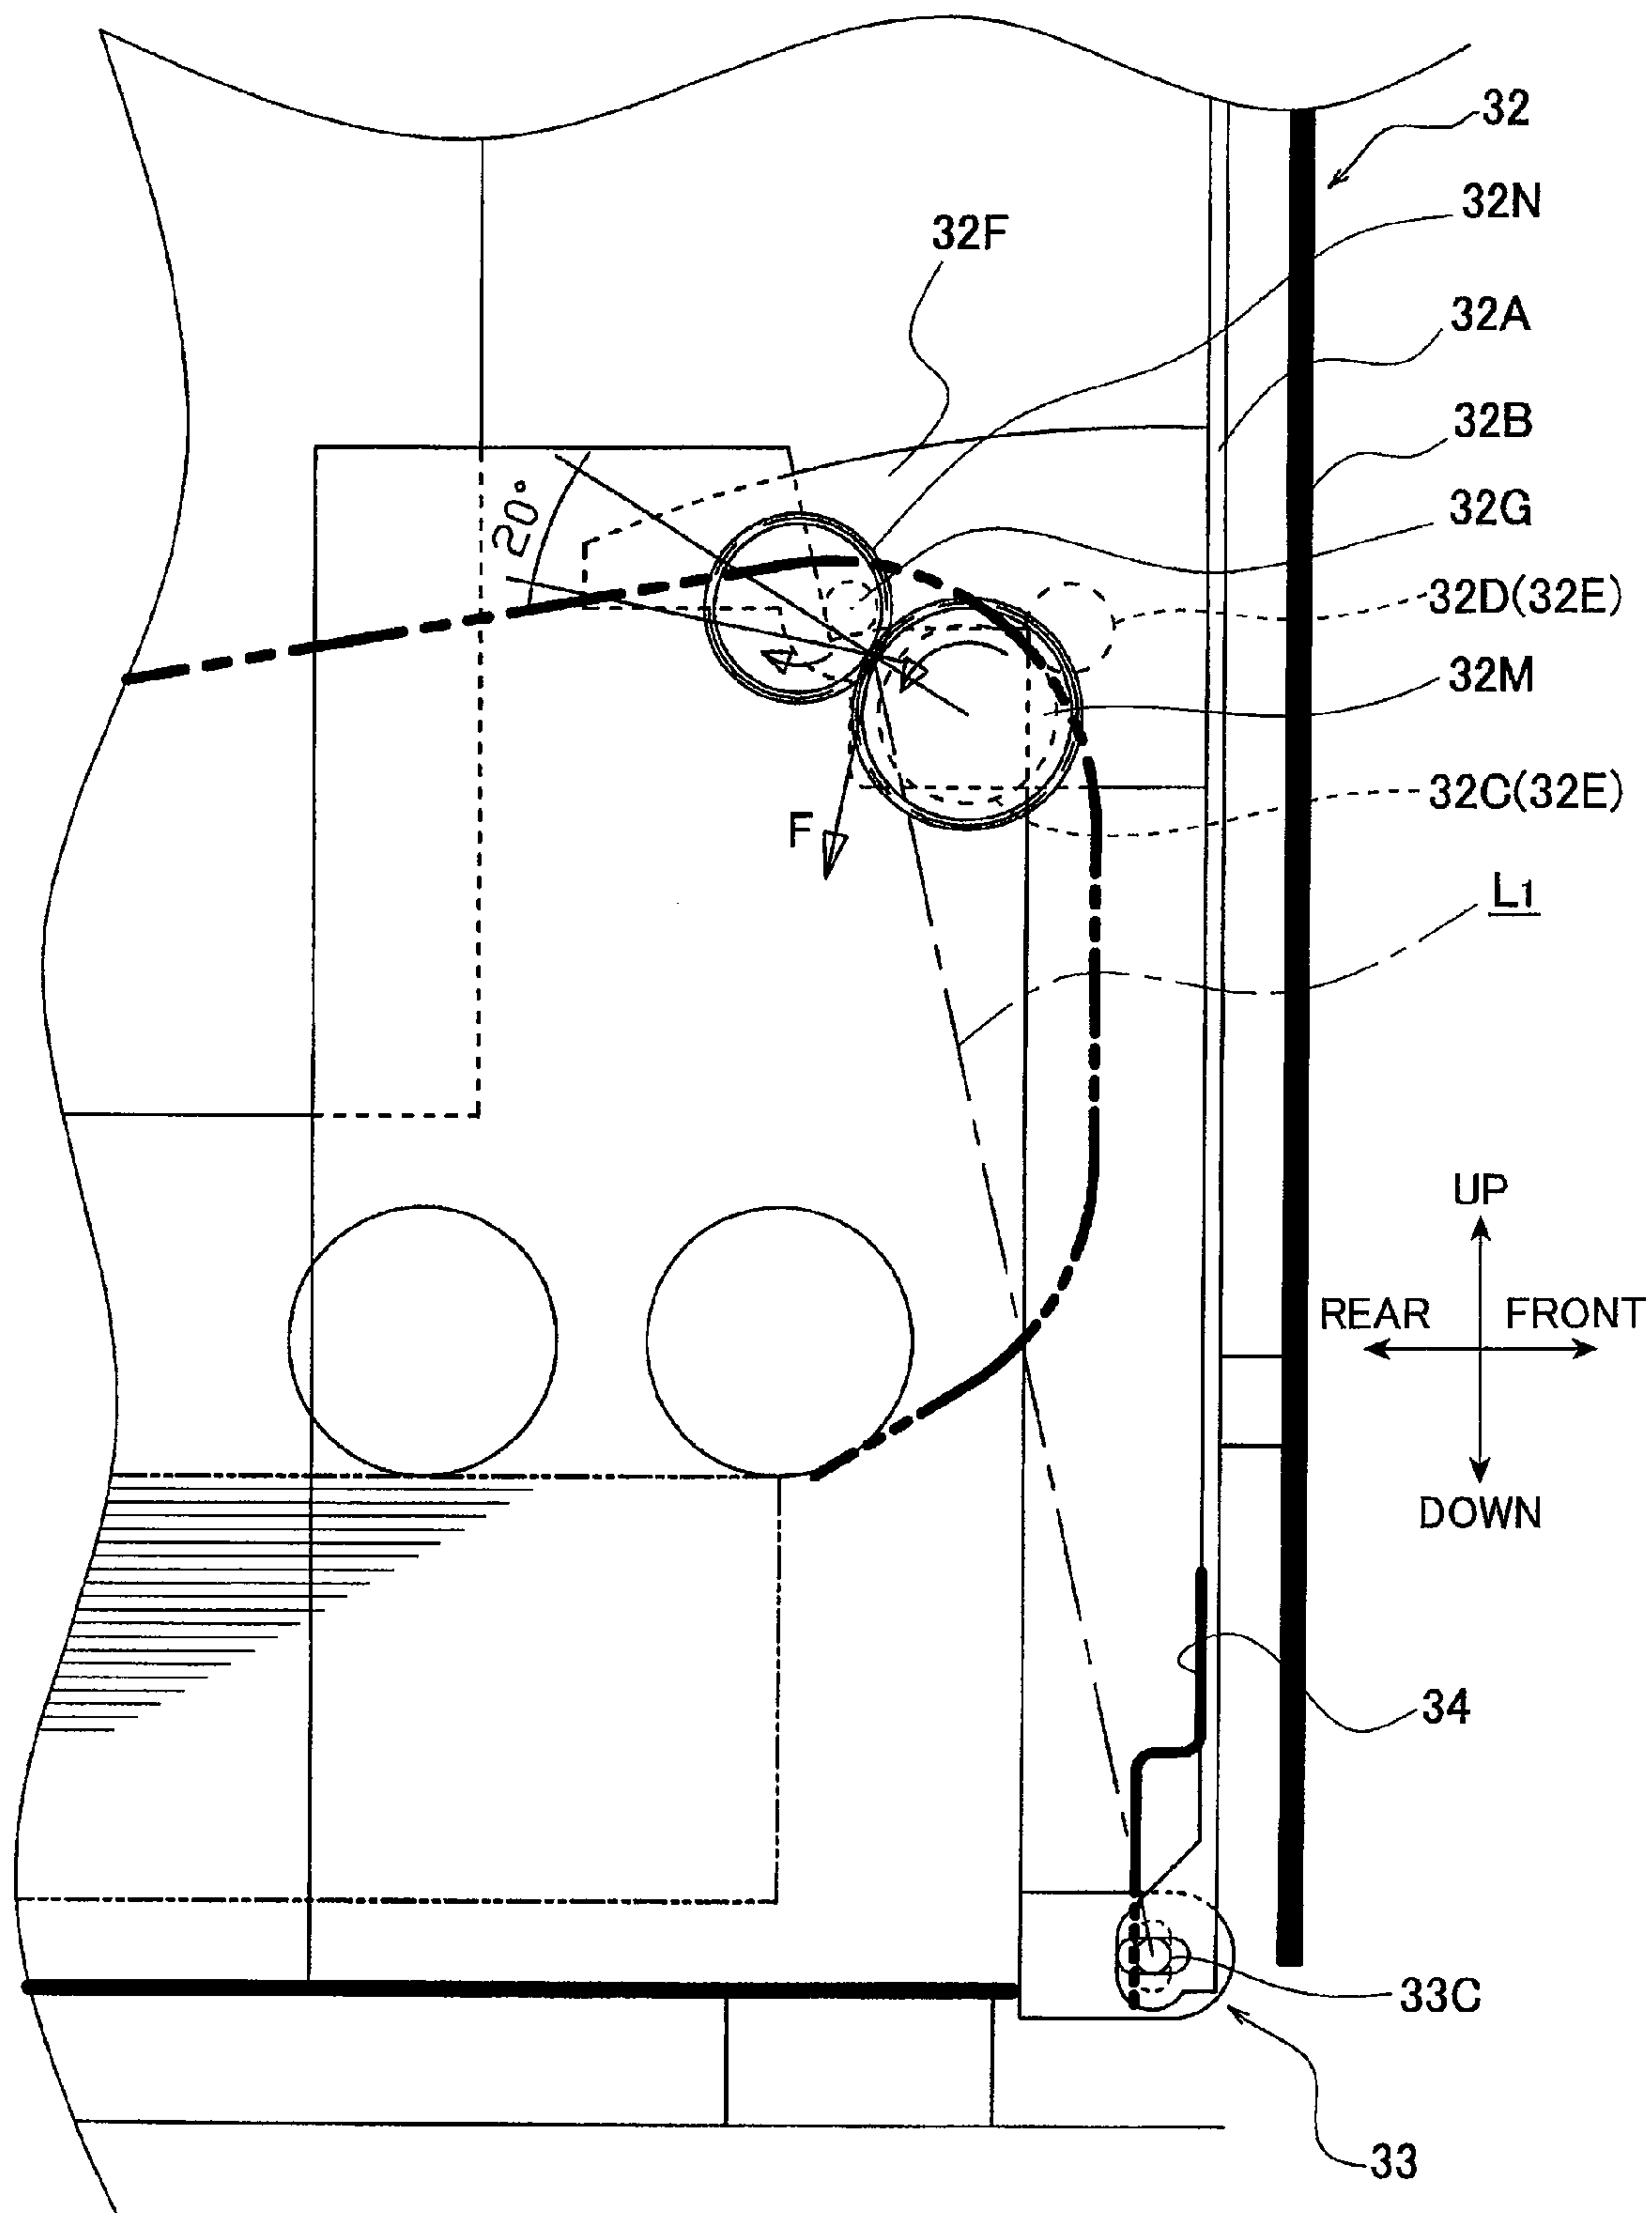 32
32N
32F
32A
32B
20°
32G
32D(32E)
32M
32C(32E)
F
L1
UP
REAR
FRONT
DOWN
34
33C
33